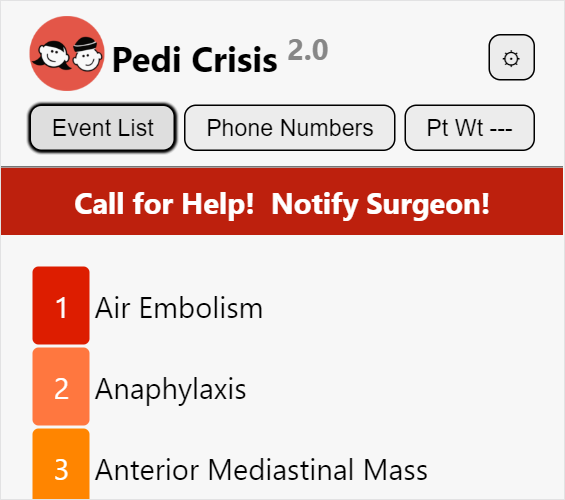 Pedi Crisis 2.0
Event List Phone Numbers Pt Wt ---
Call for Help! Notify Surgeon!
1 Air Embolism
2 Anaphylaxis
3 Anterior Mediastinal Mass